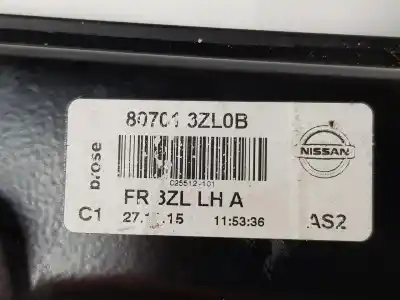 80701 3ZL0B
brose
NISSAN
C25512-101
FR 3ZL LH A
C1
11:53:36
AS2